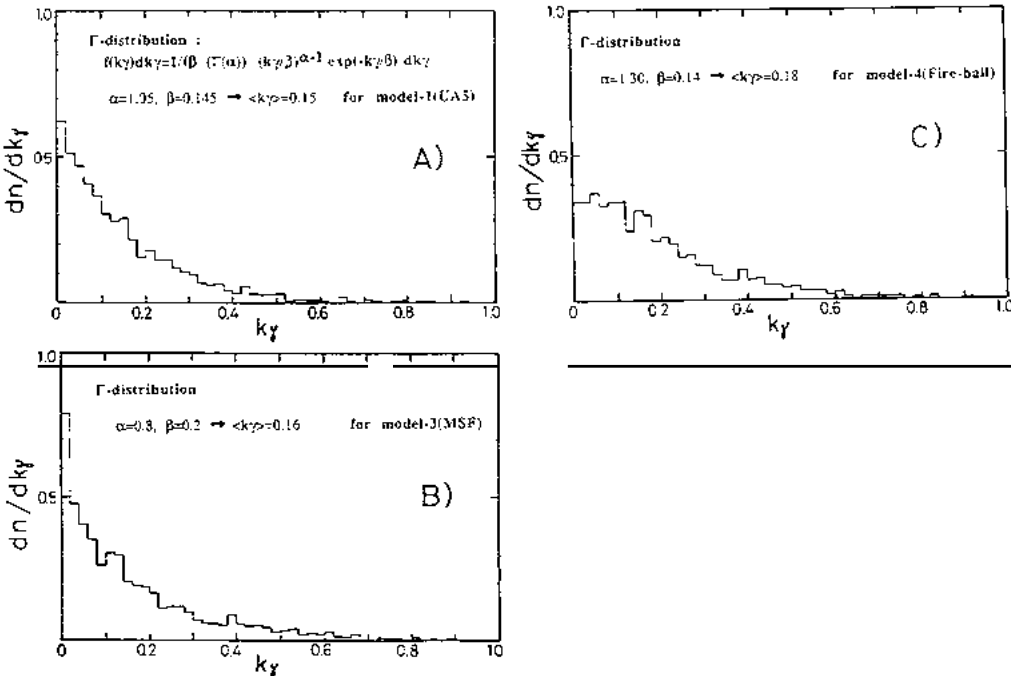 1.0
Γ-distribution :
f(kγ)dkγ=1/(β Γ(α)) (kγ/β)^α-1 exp(-kγ/β) dkγ
α=1.05, β=0.145 → <kγ>=0.15 for model-1(UA5)
A)
0.5
dn/dkγ
0 0.2 0.4 0.6 0.8 1.0
kγ
1.0
Γ-distribution
α=0.8, β=0.2 → <kγ>=0.16 for model-3(MSF)
B)
0.5
dn/dkγ
0 0.2 0.4 0.6 0.8 10
kγ
1.0
Γ-distribution
α=1.30, β=0.14 → <kγ>=0.18 for model-4(Fire-ball)
C)
0.5
dn/dkγ
0 0.2 0.4 0.6 0.8 1.0
kγ